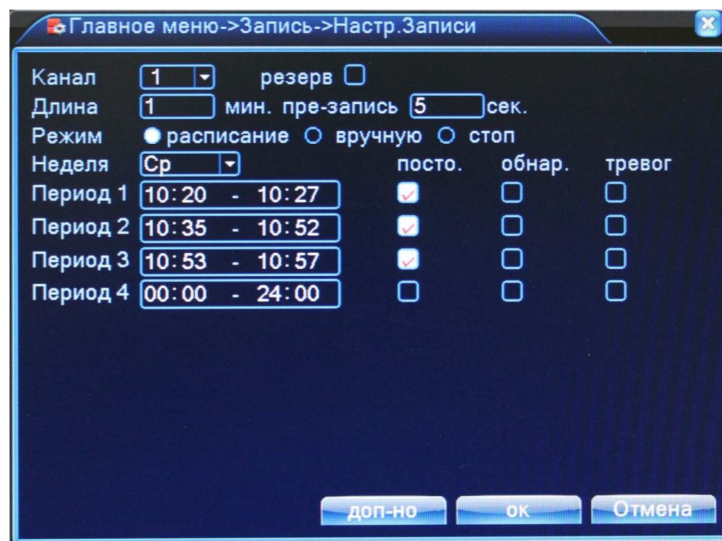 Главное меню->Запись->Настр.Записи
Канал 1 резерв
Длина 1 мин. пре-запись 5 сек.
Режим расписание вручную стоп
Неделя Ср посто. обнар. тревог
Период 1 10:20 - 10:27
Период 2 10:35 - 10:52
Период 3 10:53 - 10:57
Период 4 00:00 - 24:00
доп-но ок Отмена